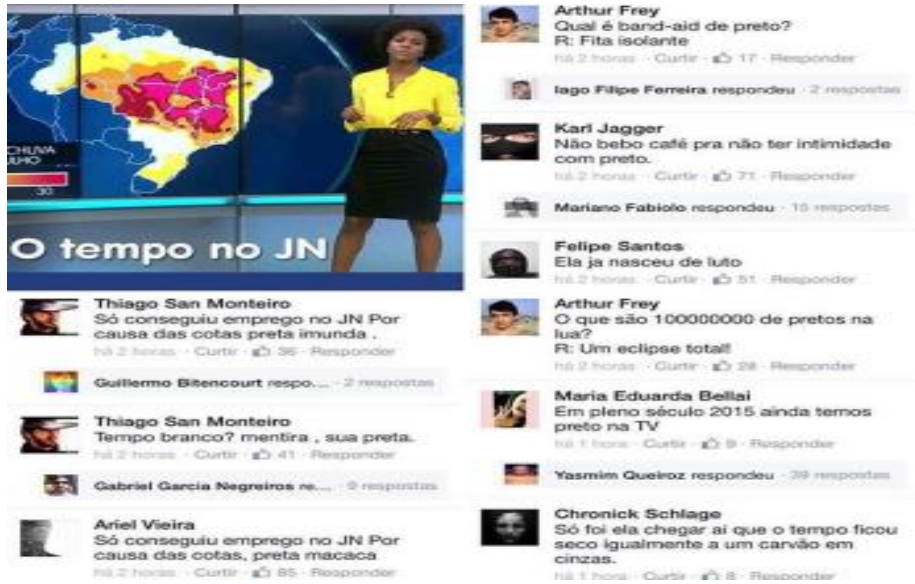 CHUVA
30
O tempo no JN
Thiago San Monteiro
Só conseguiu emprego no JN Por
causa das cotas preta imunda .
há 2 horas · Curtir · 36 · Responder
Guillermo Bitencourt respo... · 2 respostas
Thiago San Monteiro
Tempo branco? mentira , sua preta.
há 2 horas · Curtir · 41 · Responder
Gabriel Garcia Negreiros re... · 9 respostas
Ariel Vieira
Só conseguiu emprego no JN Por
causa das cotas, preta macaca
há 2 horas · Curtir · 85 · Responder
Arthur Frey
Qual é band-aid de preto?
R: Fita isolante
há 2 horas · Curtir · 17 · Responder
Iago Filipe Ferreira respondeu · 2 respostas
Karl Jagger
Não bebo café pra não ter intimidade
com preto.
há 2 horas · Curtir · 71 · Responder
Mariano Fabiolo respondeu · 15 respostas
Felipe Santos
Ela ja nasceu de luto
há 2 horas · Curtir · 51 · Responder
Arthur Frey
O que são 100000000 de pretos na
lua?
R: Um eclipse total!
há 2 horas · Curtir · 28 · Responder
Maria Eduarda Bellai
Em pleno século 2015 ainda temos
preto na TV
há 1 hora · Curtir · 9 · Responder
Yasmim Queiroz respondeu · 39 respostas
Chronick Schlage
Só foi ela chegar ai que o tempo ficou
seco igualmente a um carvão em
cinzas.
há 1 hora · Curtir · 8 · Responder